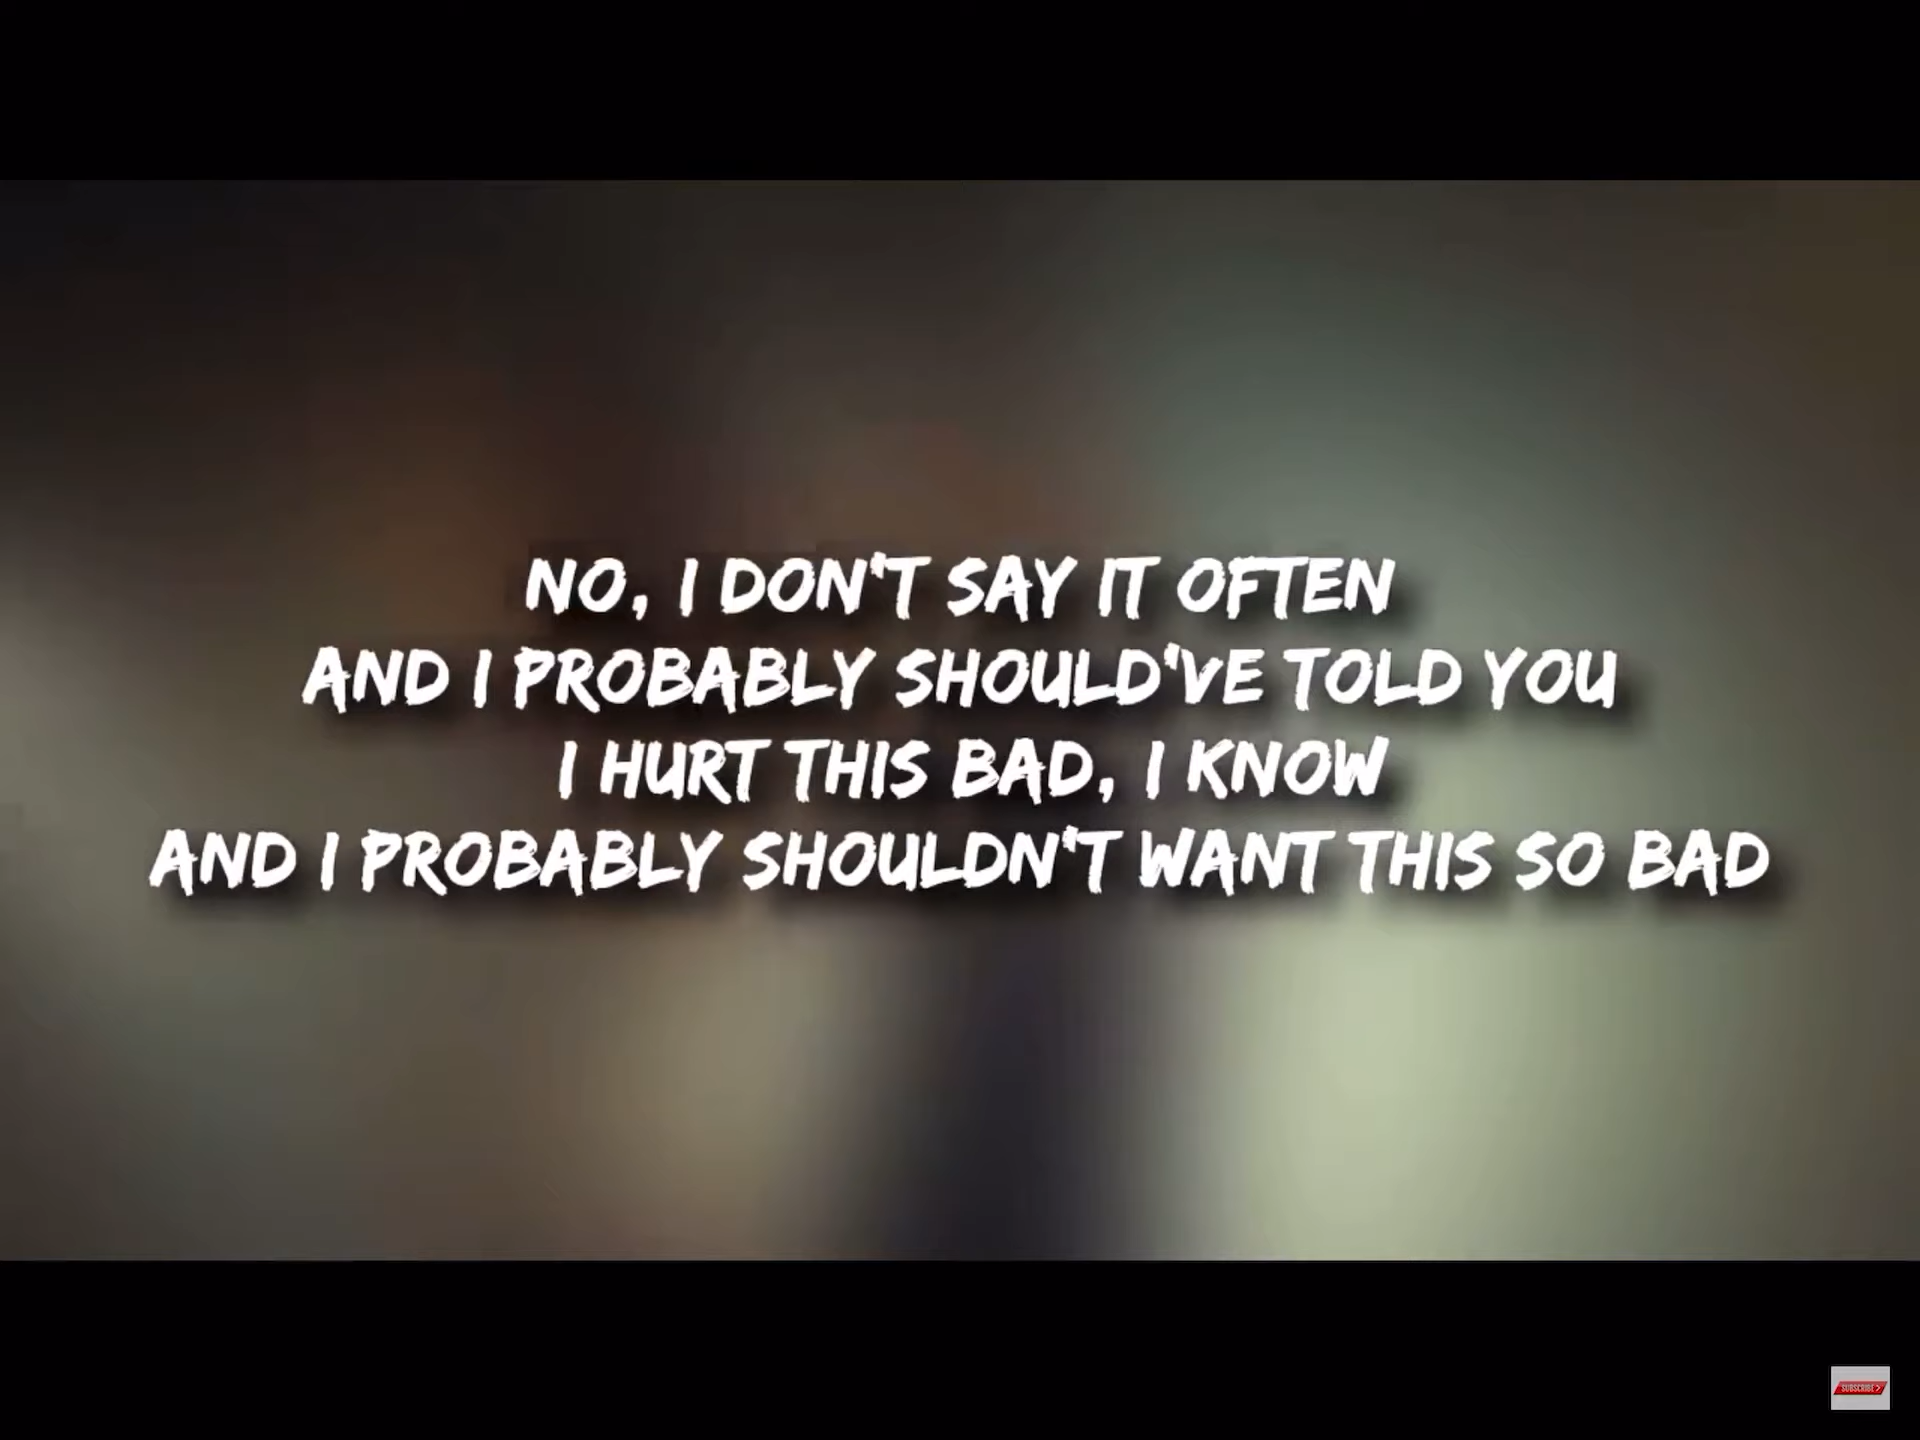 NO, I DON'T SAY IT OFTEN
AND I PROBABLY SHOULD'VE TOLD YOU
I HURT THIS BAD, I KNOW
AND I PROBABLY SHOULDN'T WANT THIS SO BAD
SUBSCRIBE >